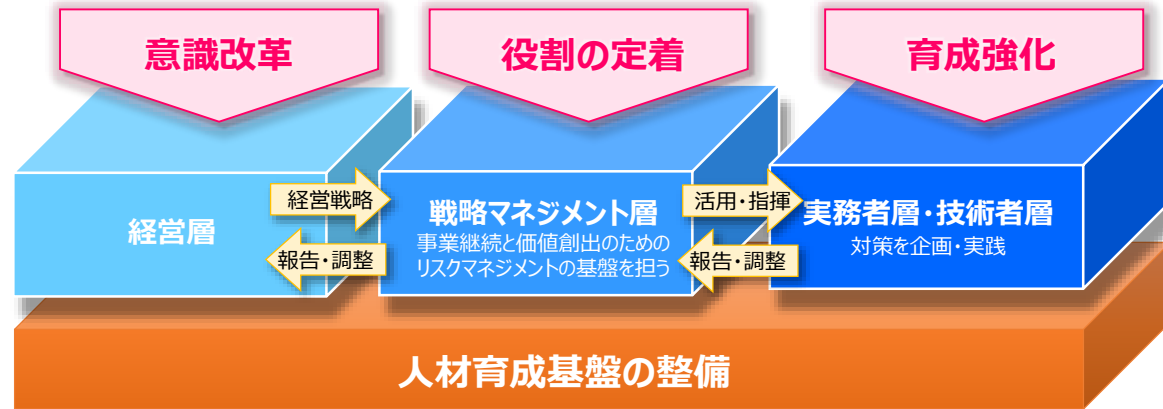 意識改革
役割の定着
育成強化
経営層
経営戦略
報告・調整
戦略マネジメント層
事業継続と価値創出のための
リスクマネジメントの基盤を担う
活用・指揮
報告・調整
実務者層・技術者層
対策を企画・実践
人材育成基盤の整備